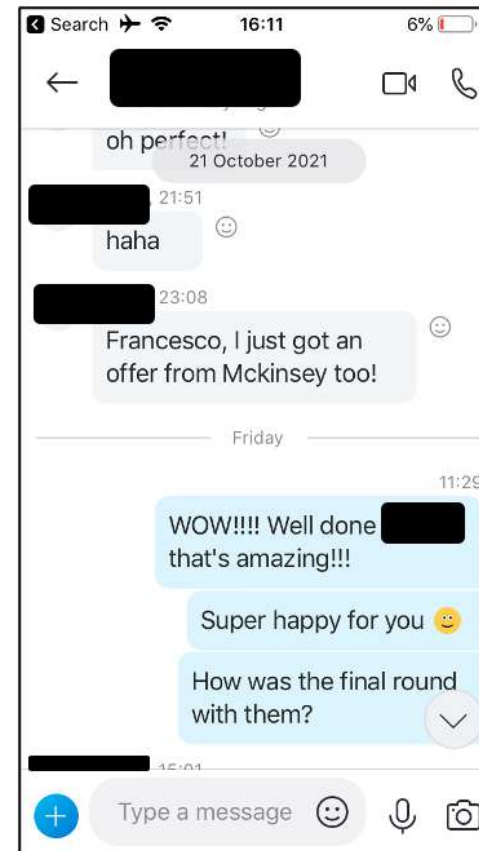 Search 16:11 6%
oh perfect!
21 October 2021
21:51
haha
23:08
Francesco, I just got an
offer from Mckinsey too!
Friday
11:29
WOW!!!! Well done
that's amazing!!!
Super happy for you 🙂
How was the final round
with them?
15:01
Type a message